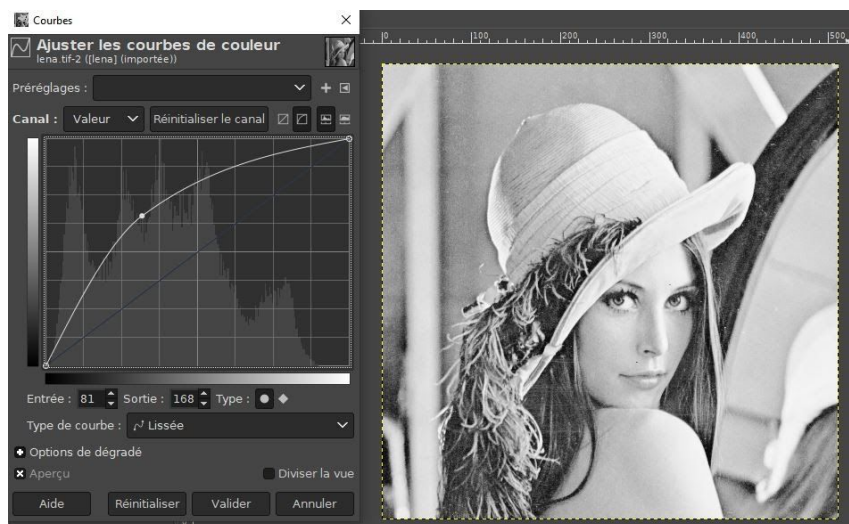 Courbes
Ajuster les courbes de couleur
lena.tif-2 ([lena] (importée))
Préréglages :
Canal : Valeur Réinitialiser le canal
Entrée : 81 Sortie : 168 Type :
Type de courbe : Lissée
Options de dégradé
Aperçu Diviser la vue
Aide Réinitialiser Valider Annuler
0 100 200 300 400 500